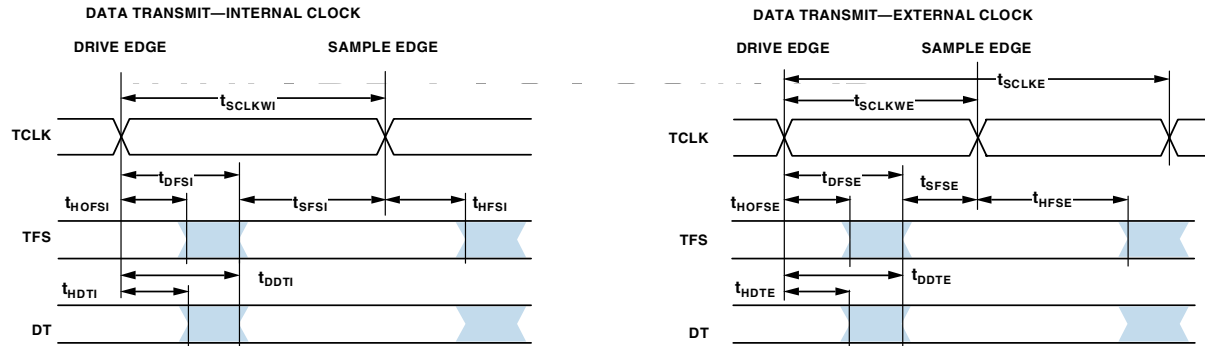 DATA TRANSMIT—INTERNAL CLOCK
DRIVE EDGE
SAMPLE EDGE
tSCLKWI
TCLK
tDFSI
tHOFSI
tSFSI
tHFSI
TFS
tDDTI
tHDTI
DT
DATA TRANSMIT—EXTERNAL CLOCK
DRIVE EDGE
SAMPLE EDGE
tSCLKE
tSCLKWE
TCLK
tDFSE
tSFSE
tHOFSE
tHFSE
TFS
tDDTE
tHDTE
DT